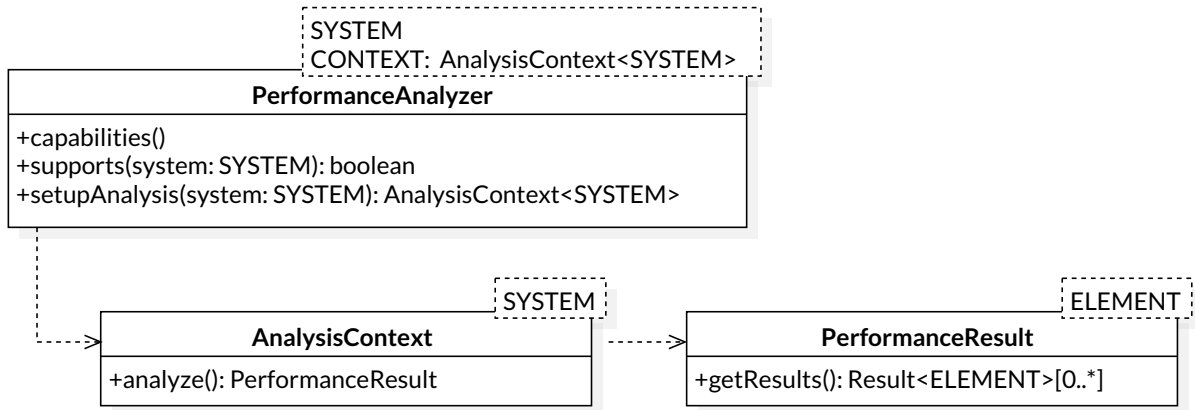 SYSTEM
CONTEXT: AnalysisContext<SYSTEM>
PerformanceAnalyzer
+capabilities()
+supports(system: SYSTEM): boolean
+setupAnalysis(system: SYSTEM): AnalysisContext<SYSTEM>
SYSTEM
AnalysisContext
+analyze(): PerformanceResult
ELEMENT
PerformanceResult
+getResults(): Result<ELEMENT>[0..*]